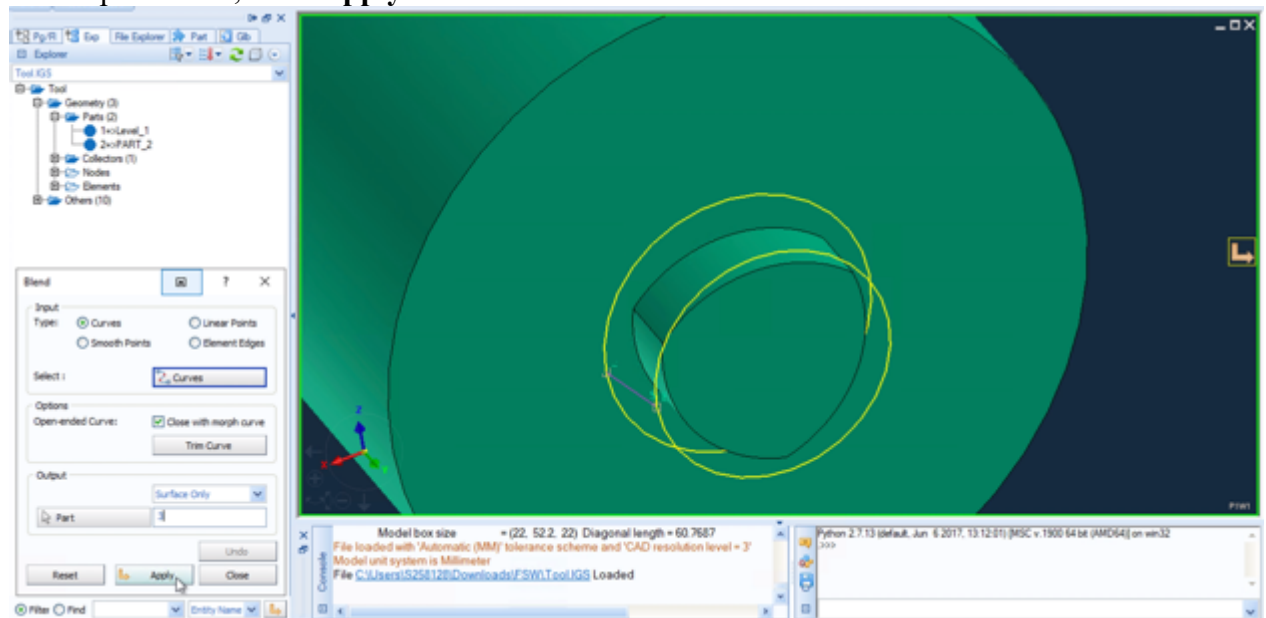 Apply
Pg/R Exp File Explorer Part Glb
Explorer
Tool.IGS
Tool
Geometry (3)
Parts (2)
1<>Level_1
2<>PART_2
Collectors (1)
Nodes
Elements
Others (10)
Blend ? X
Input
Type: Curves Linear Points
Smooth Points Element Edges
Select : Curves
Options
Open-ended Curve: Close with morph curve
Trim Curve
Output
Surface Only
Part 3
Undo
Reset Apply Close
Filter Find Entity Name
Z
X
Y
P1W1
Console
Model box size = (22, 52.2, 22) Diagonal length = 60.7687
File loaded with 'Automatic (MM)' tolerance scheme and 'CAD resolution level = 3'
Model unit system is Millimeter
File C:\Users\S258128\Downloads\FSW\Tool.IGS Loaded
Python 2.7.13 (default, Jun 6 2017, 13:12:01) [MSC v.1900 64 bit (AMD64)] on win32
>>>